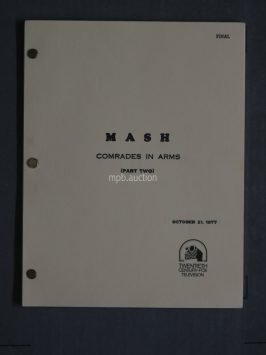 FINAL
M A S H
COMRADES IN ARMS
(PART TWO)
mpb.auction
OCTOBER 21, 1977
TWENTIETH
CENTURY-FOX
TELEVISION